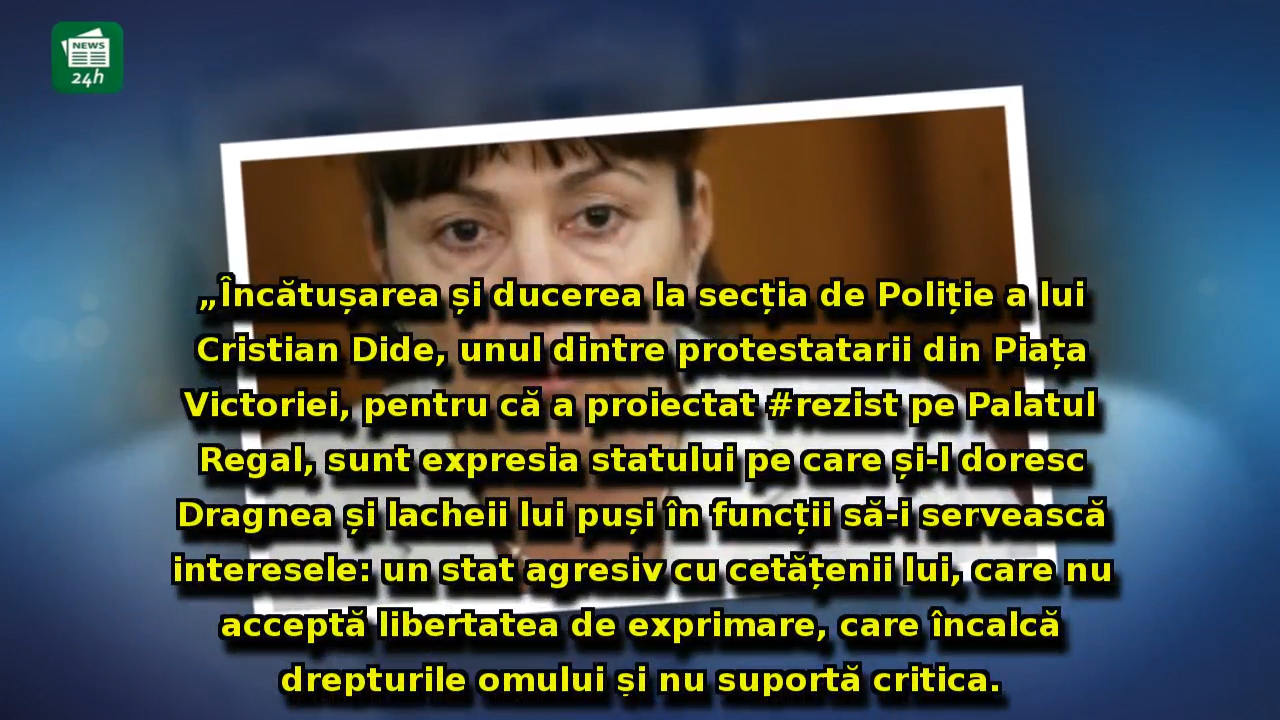 NEWS
24h
„Încătușarea și ducerea la secția de Poliție a lui
Cristian Dide, unul dintre protestatarii din Piața
Victoriei, pentru că a proiectat #rezist pe Palatul
Regal, sunt expresia statului pe care și-l doresc
Dragnea și lacheii lui puși în funcții să-i servească
interesele: un stat agresiv cu cetățenii lui, care nu
acceptă libertatea de exprimare, care încalcă
drepturile omului și nu suportă critica.